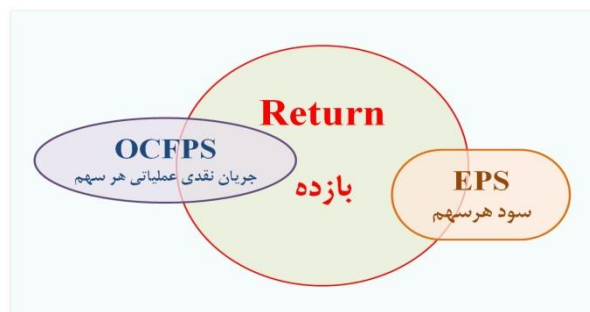 Return
بازده
OCFPS
جریان نقدی عملیاتی هر سهم
EPS
سود هرسهم